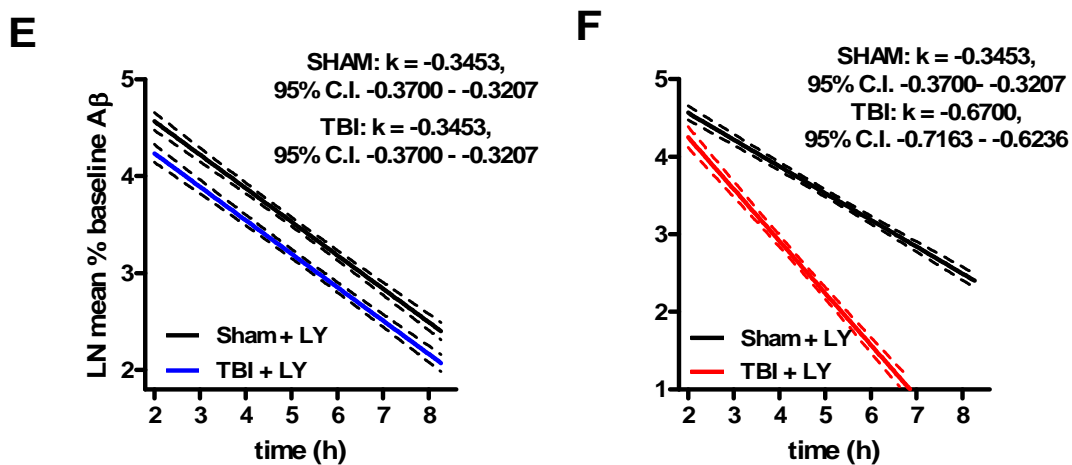 E
SHAM: k = -0.3453,
95% C.I. -0.3700 - -0.3207
TBI: k = -0.3453,
95% C.I. -0.3700 - -0.3207
LN mean % baseline Aβ
5
4
3
2
Sham + LY
TBI + LY
2 3 4 5 6 7 8
time (h)
F
SHAM: k = -0.3453,
95% C.I. -0.3700- -0.3207
TBI: k = -0.6700,
95% C.I. -0.7163 - -0.6236
5
4
3
2
1
Sham + LY
TBI + LY
2 3 4 5 6 7 8
time (h)